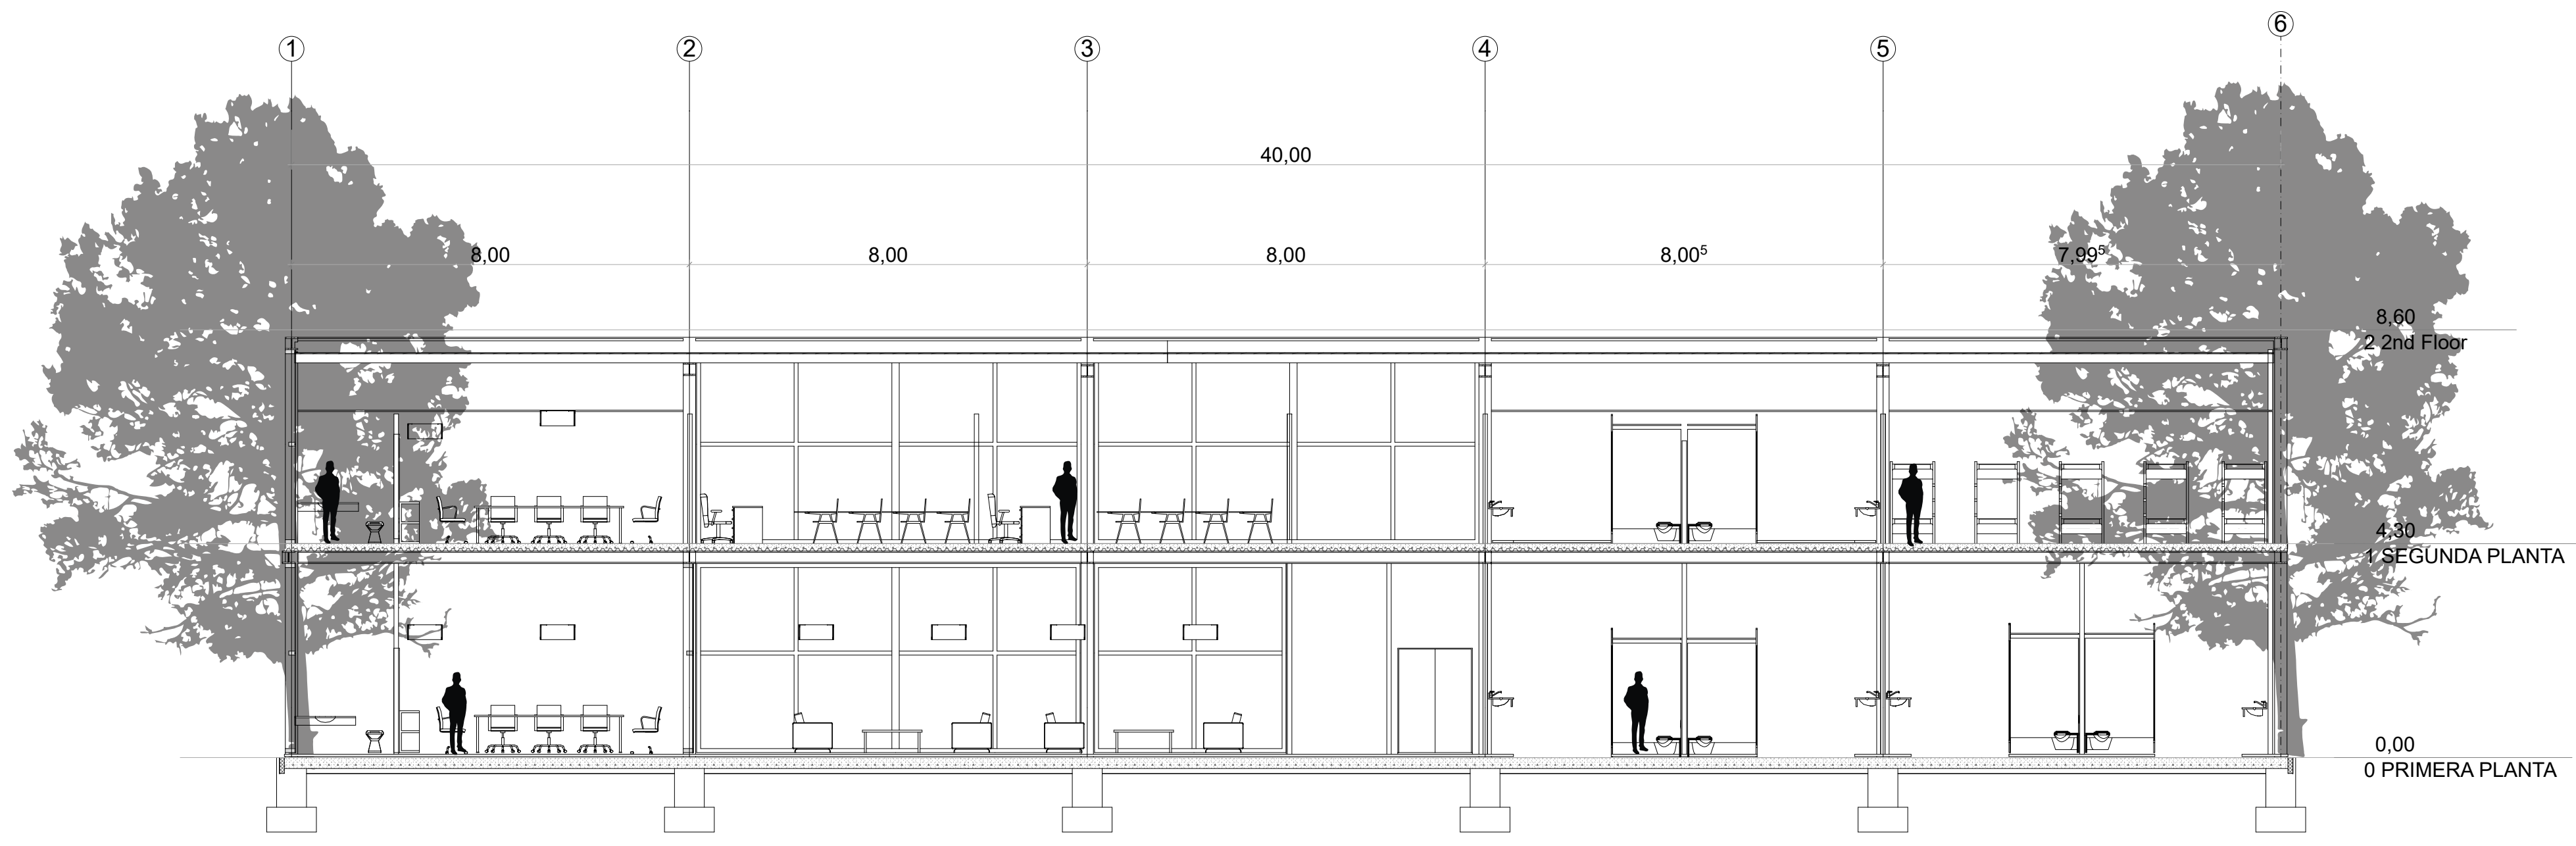 1 2 3 4 5 6
40,00
8,00 8,00 8,00 8,00⁵ 7,99⁵
8,60
2 2nd Floor
4,30
1 SEGUNDA PLANTA
0,00
0 PRIMERA PLANTA